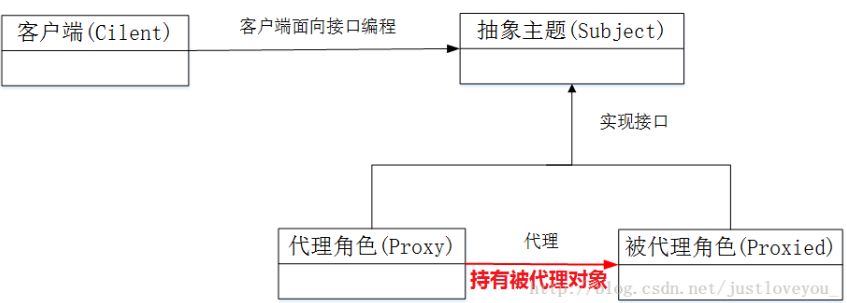 客户端(Cilent)
客户端面向接口编程
抽象主题(Subject)
实现接口
代理角色(Proxy)
代理
被代理角色(Proxied)
持有被代理对象
http://blog.csdn.net/justloveyou_